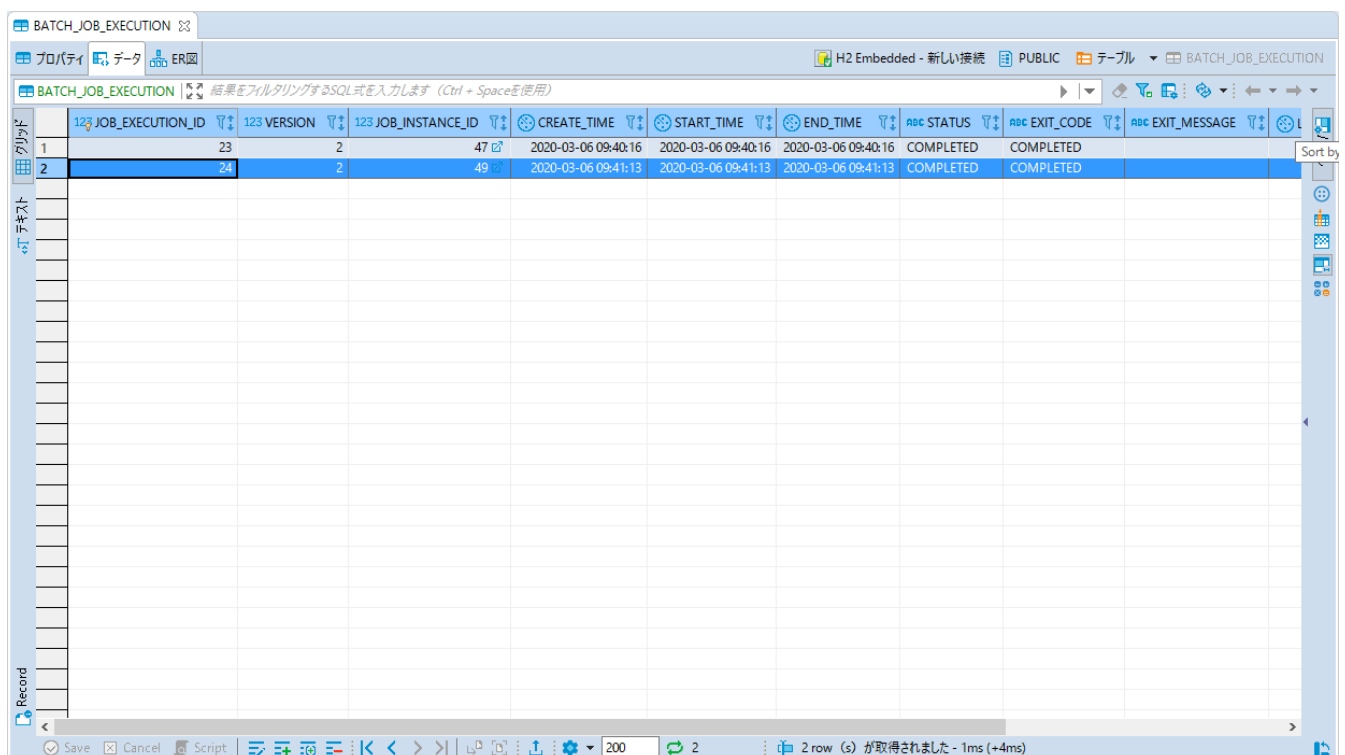 BATCH_JOB_EXECUTION
プロパティ データ ER図 H2 Embedded - 新しい接続 PUBLIC テーブル BATCH_JOB_EXECUTION
BATCH_JOB_EXECUTION 結果をフィルタリングするSQL式を入力します (Ctrl + Spaceを使用)
グリッド
テキスト
Record
123 JOB_EXECUTION_ID 123 VERSION 123 JOB_INSTANCE_ID CREATE_TIME START_TIME END_TIME ABC STATUS ABC EXIT_CODE ABC EXIT_MESSAGE L
1 23 2 47 2020-03-06 09:40:16 2020-03-06 09:40:16 2020-03-06 09:40:16 COMPLETED COMPLETED
Sort by
2 24 2 49 2020-03-06 09:41:13 2020-03-06 09:41:13 2020-03-06 09:41:13 COMPLETED COMPLETED
Save Cancel Script 200 2 2 row（s）が取得されました - 1ms (+4ms)